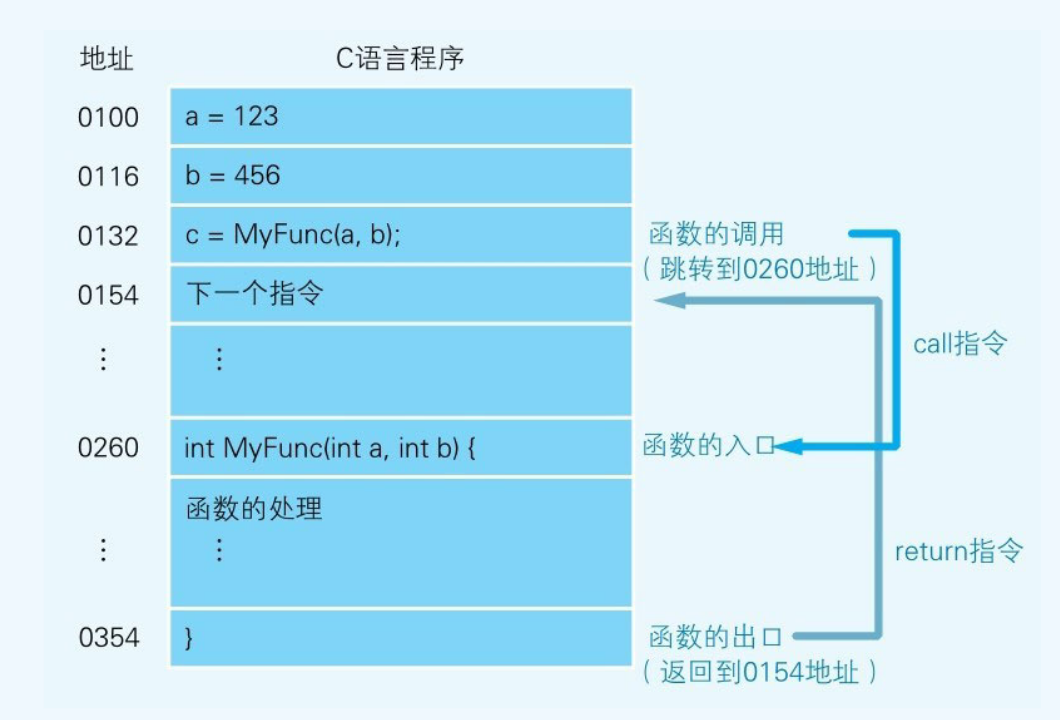 地址 C语言程序
0100 a = 123
0116 b = 456
0132 c = MyFunc(a, b); 函数的调用
(跳转到0260地址)
0154 下一个指令
call指令
⋮ ⋮
0260 int MyFunc(int a, int b) { 函数的入口
函数的处理
⋮ ⋮
return指令
0354 } 函数的出口
(返回到0154地址)